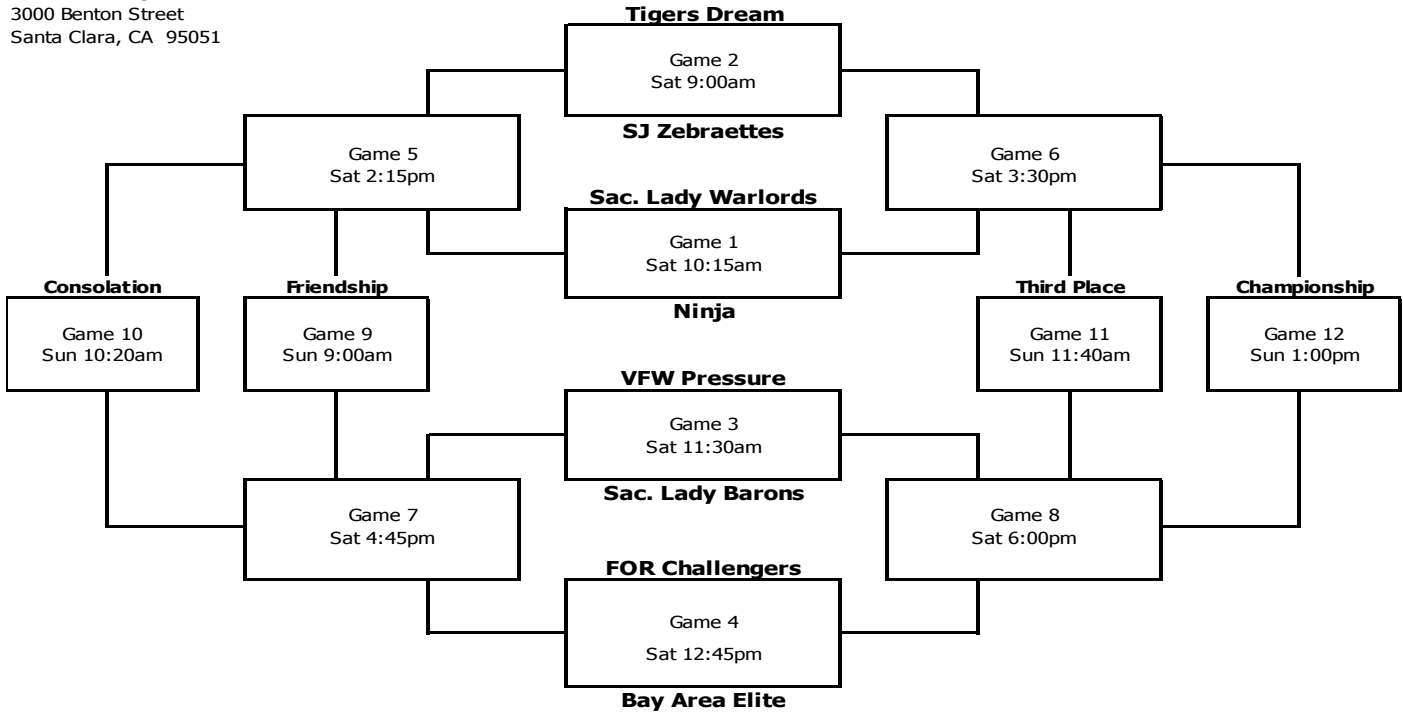 3000 Benton Street
Santa Clara, CA 95051
Tigers Dream
Game 2
Sat 9:00am
SJ Zebraettes
Game 5
Sat 2:15pm
Game 6
Sat 3:30pm
Sac. Lady Warlords
Game 1
Sat 10:15am
Ninja
Consolation
Game 10
Sun 10:20am
Friendship
Game 9
Sun 9:00am
Third Place
Game 11
Sun 11:40am
Championship
Game 12
Sun 1:00pm
VFW Pressure
Game 3
Sat 11:30am
Sac. Lady Barons
Game 7
Sat 4:45pm
Game 8
Sat 6:00pm
FOR Challengers
Game 4
Sat 12:45pm
Bay Area Elite